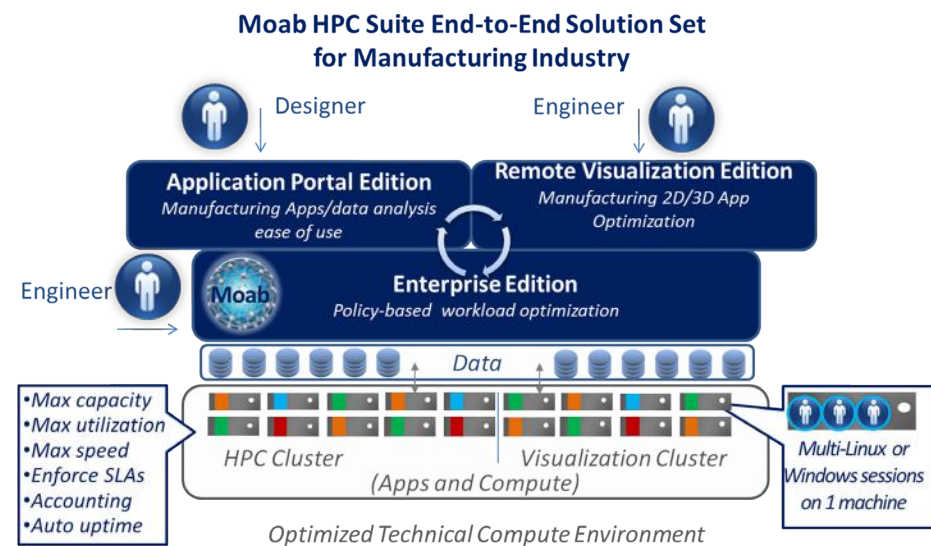 Moab HPC Suite End-to-End Solution Set
for Manufacturing Industry
Designer
Engineer
Application Portal Edition
Manufacturing Apps/data analysis
ease of use
Remote Visualization Edition
Manufacturing 2D/3D App
Optimization
Engineer
Moab
Enterprise Edition
Policy-based workload optimization
Data
•Max capacity
•Max utilization
•Max speed
•Enforce SLAs
•Accounting
•Auto uptime
HPC Cluster
Visualization Cluster
(Apps and Compute)
Multi-Linux or
Windows sessions
on 1 machine
Optimized Technical Compute Environment